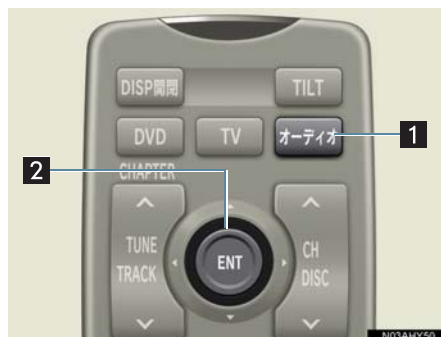 DISP開閉
TILT
DVD
TV
オーディオ
1
CHAPTER
2
TUNE
TRACK
ENT
CH
DISC
N03AHY50